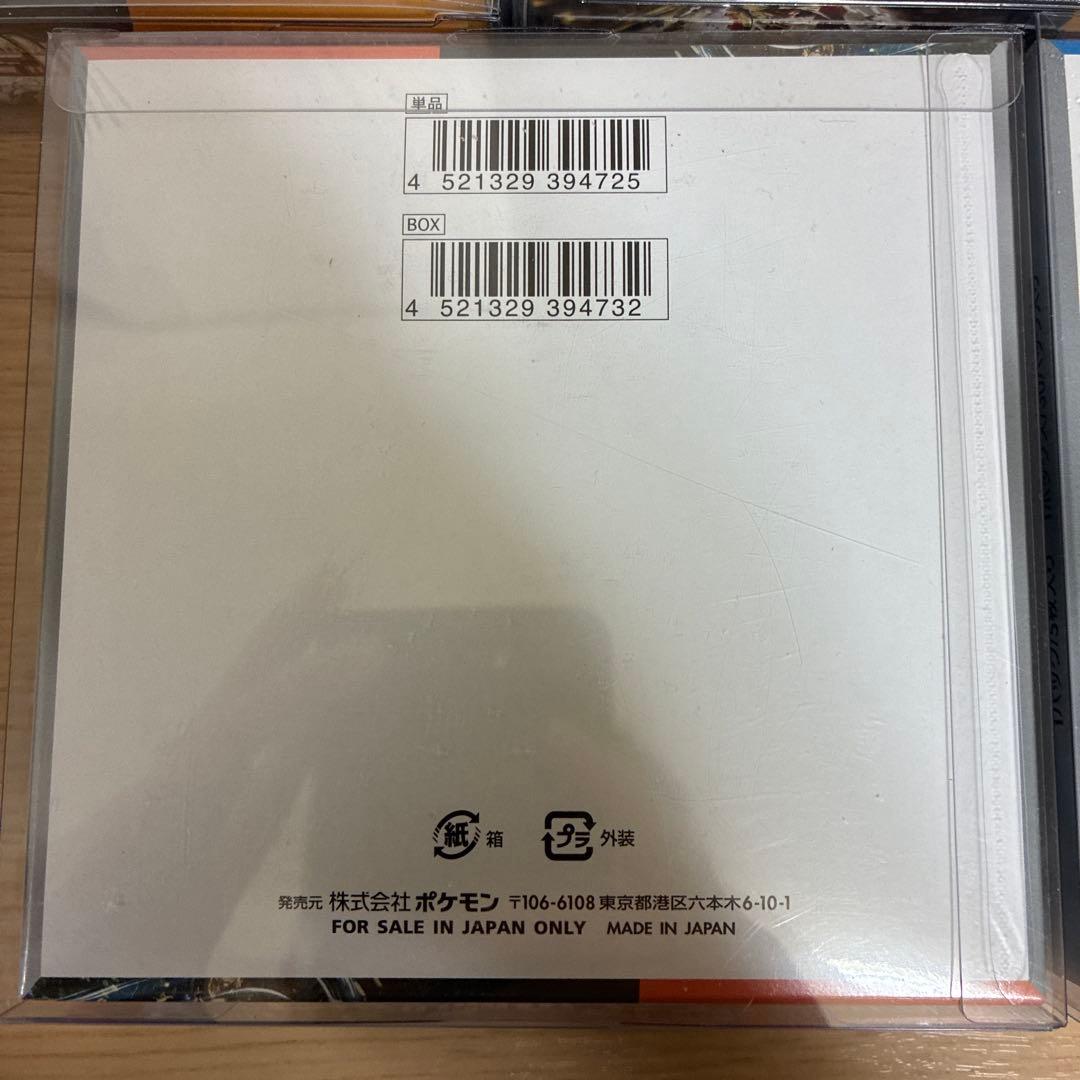 単品
4 521329 394725
BOX
4 521329 394732
紙 箱 プラ 外装
発売元 株式会社 ポケモン 〒106-6108 東京都港区六本木6-10-1
FOR SALE IN JAPAN ONLY MADE IN JAPAN